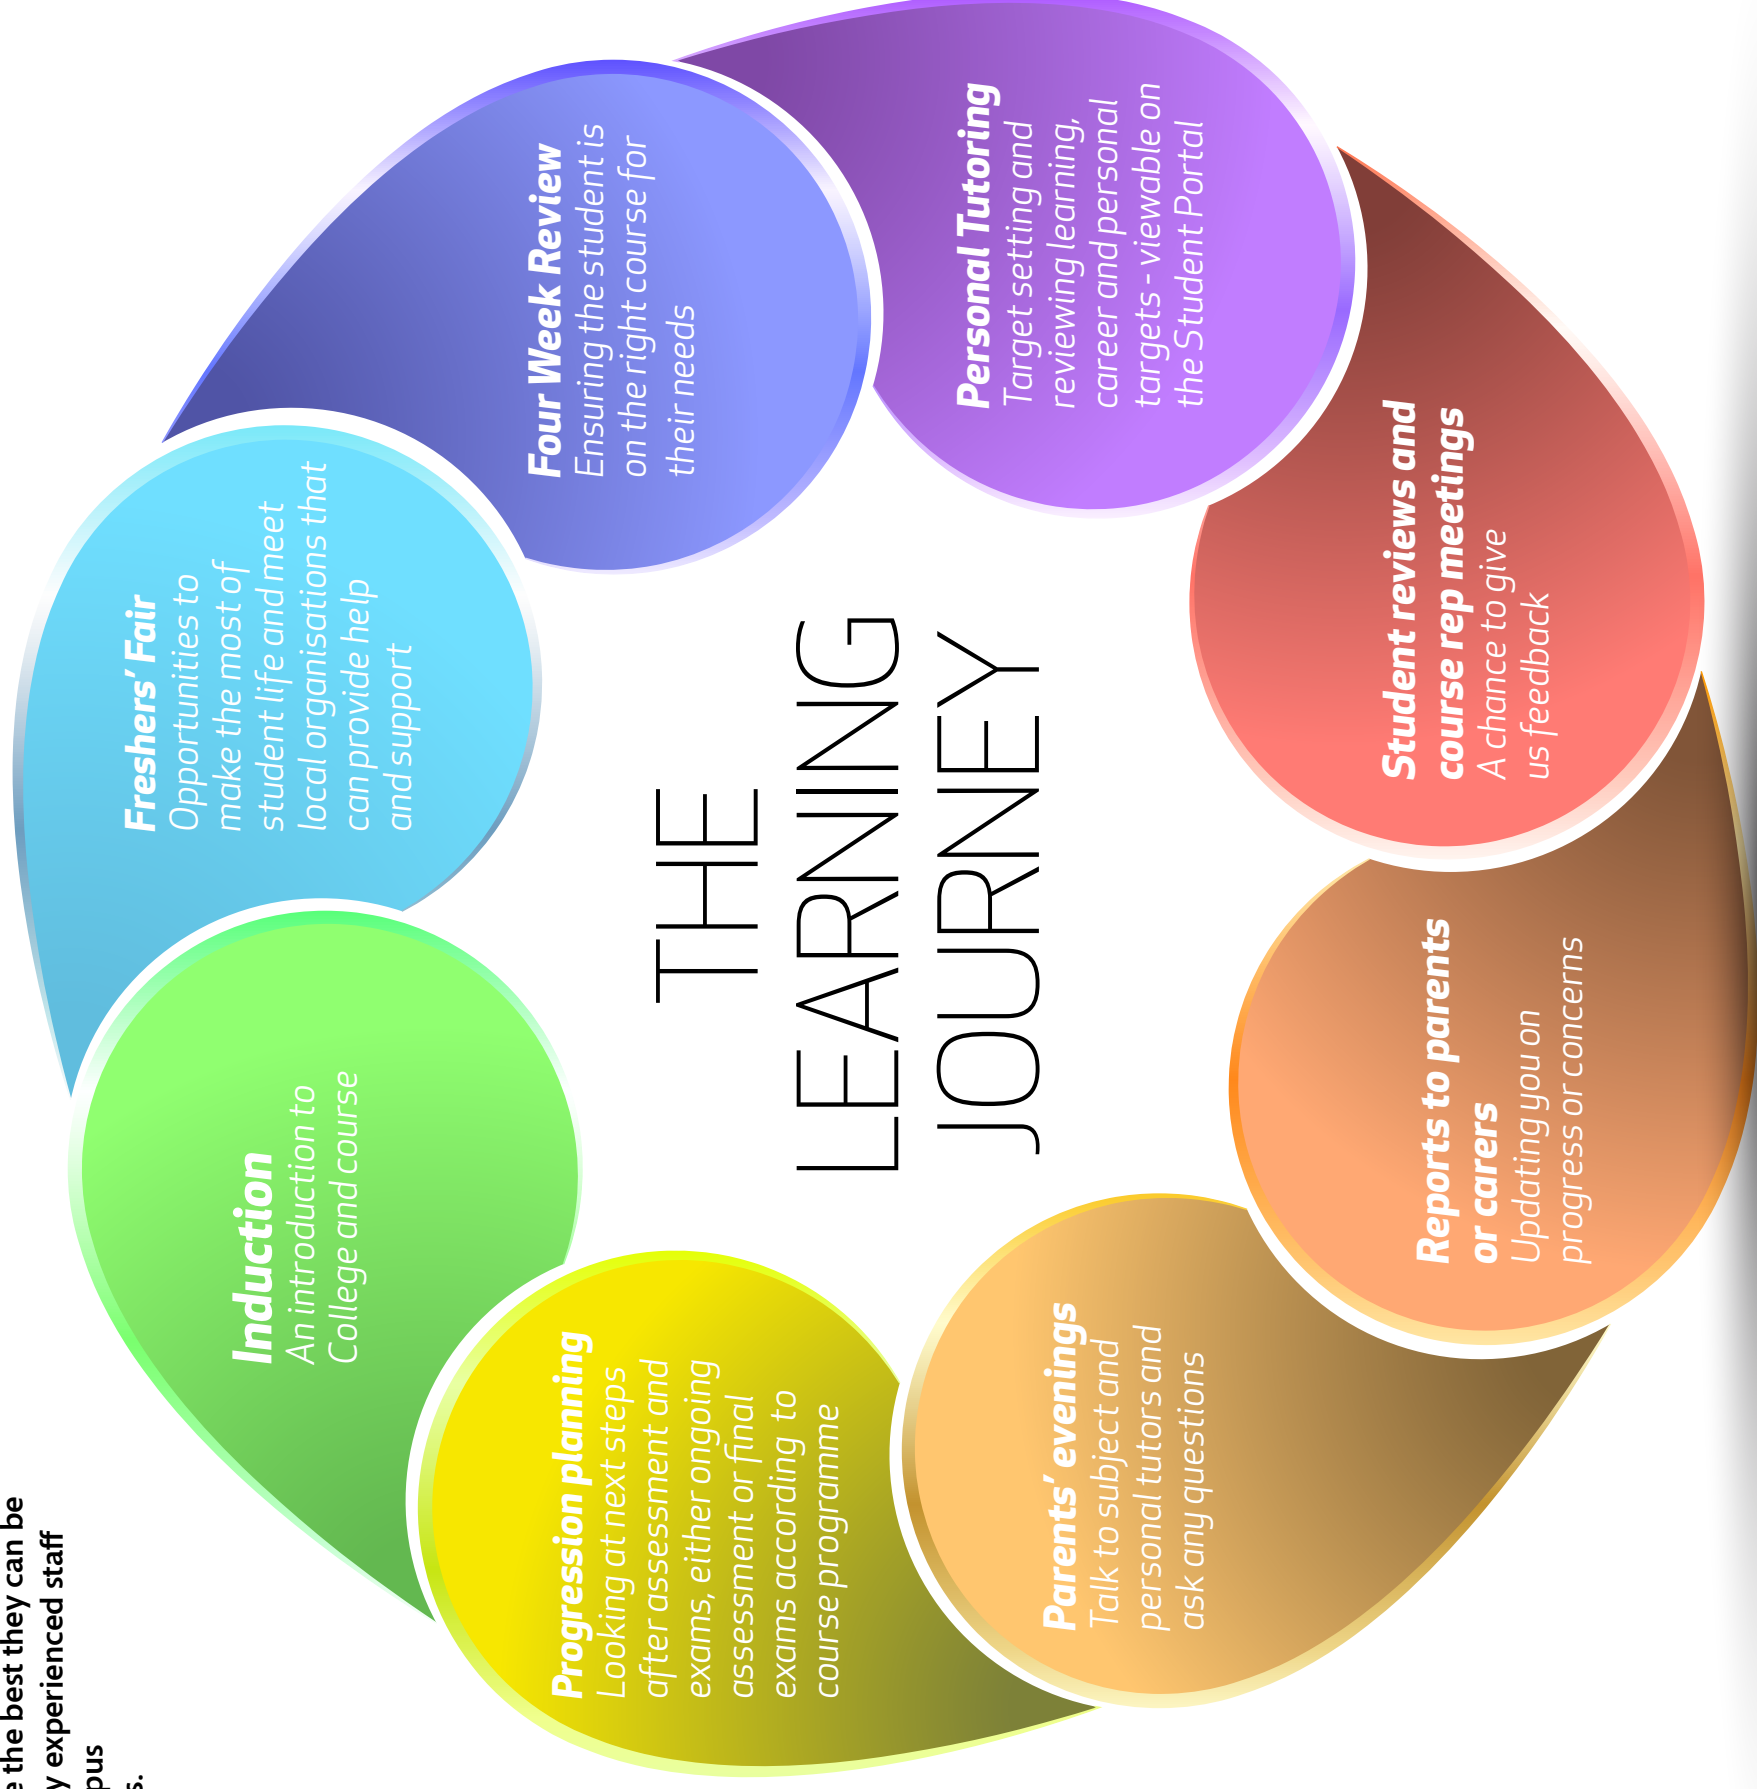 e the best they can be
y experienced staff
pus
s.
THE
LEARNING
JOURNEY
Induction
An introduction to
College and course
Freshers’ Fair
Opportunities to
make the most of
student life and meet
local organisations that
can provide help
and support
Four Week Review
Ensuring the student is
on the right course for
their needs
Personal Tutoring
Target setting and
reviewing learning,
career and personal
targets - viewable on
the Student Portal
Student reviews and
course rep meetings
A chance to give
us feedback
Reports to parents
or carers
Updating you on
progress or concerns
Parents’ evenings
Talk to subject and
personal tutors and
ask any questions
Progression planning
Looking at next steps
after assessment and
exams, either ongoing
assessment or final
exams according to
course programme